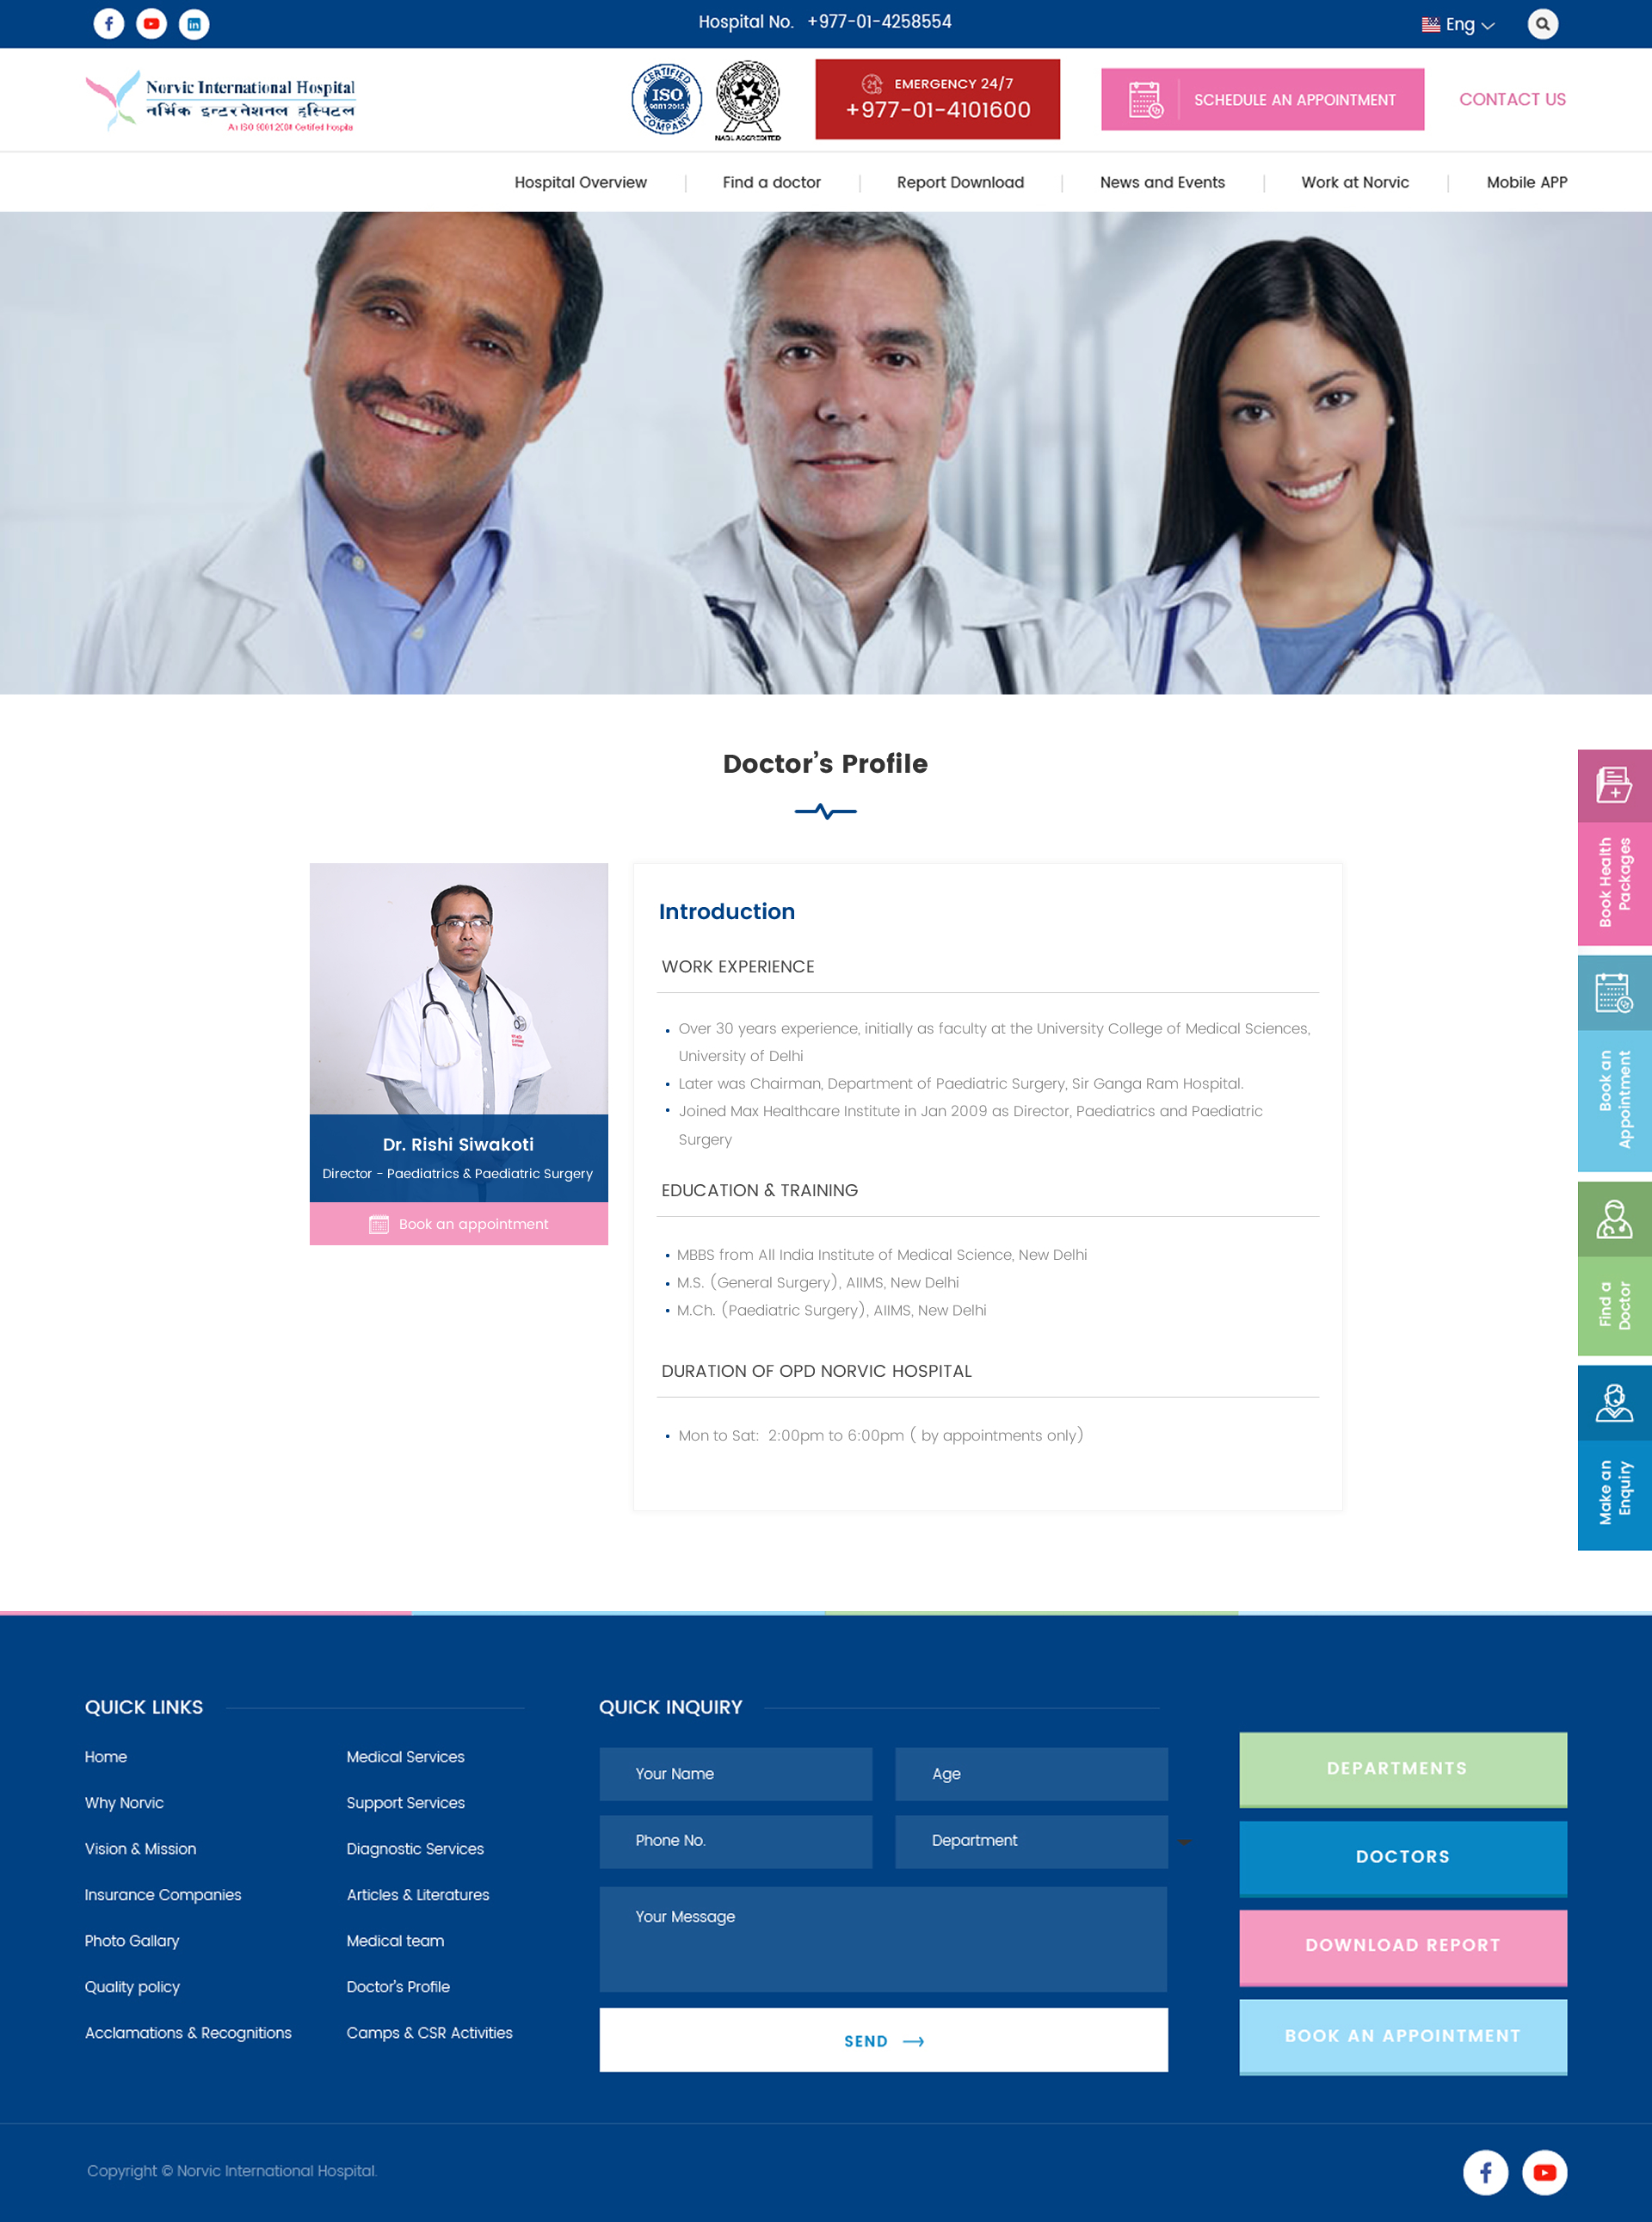 Hospital No. +977-01-4258554
Eng
Norvic International Hospital
नर्भिक इन्टरनेशनल हस्पिटल
An ISO 9001:2008 Certified Hospital
CERTIFIED
ISO
9001:2015
COMPANY
NABL ACCREDITED
EMERGENCY 24/7
+977-01-4101600
SCHEDULE AN APPOINTMENT
CONTACT US
Hospital Overview
Find a doctor
Report Download
News and Events
Work at Norvic
Mobile APP
Doctor’s Profile
Dr. Rishi Siwakoti
Director - Paediatrics & Paediatric Surgery
Book an appointment
Introduction
WORK EXPERIENCE
Over 30 years experience, initially as faculty at the University College of Medical Sciences,
University of Delhi
Later was Chairman, Department of Paediatric Surgery, Sir Ganga Ram Hospital.
Joined Max Healthcare Institute in Jan 2009 as Director, Paediatrics and Paediatric
Surgery
EDUCATION & TRAINING
MBBS from All India Institute of Medical Science, New Delhi
M.S. (General Surgery), AIIMS, New Delhi
M.Ch. (Paediatric Surgery), AIIMS, New Delhi
DURATION OF OPD NORVIC HOSPITAL
Mon to Sat: 2:00pm to 6:00pm ( by appointments only)
Book Health
Packages
Book an
Appointment
Find a
Doctor
Make an
Enquiry
QUICK LINKS
Home
Why Norvic
Vision & Mission
Insurance Companies
Photo Gallary
Quality policy
Acclamations & Recognitions
Medical Services
Support Services
Diagnostic Services
Articles & Literatures
Medical team
Doctor's Profile
Camps & CSR Activities
QUICK INQUIRY
Your Name
Age
Phone No.
Department
Your Message
SEND
DEPARTMENTS
DOCTORS
DOWNLOAD REPORT
BOOK AN APPOINTMENT
Copyright © Norvic International Hospital.